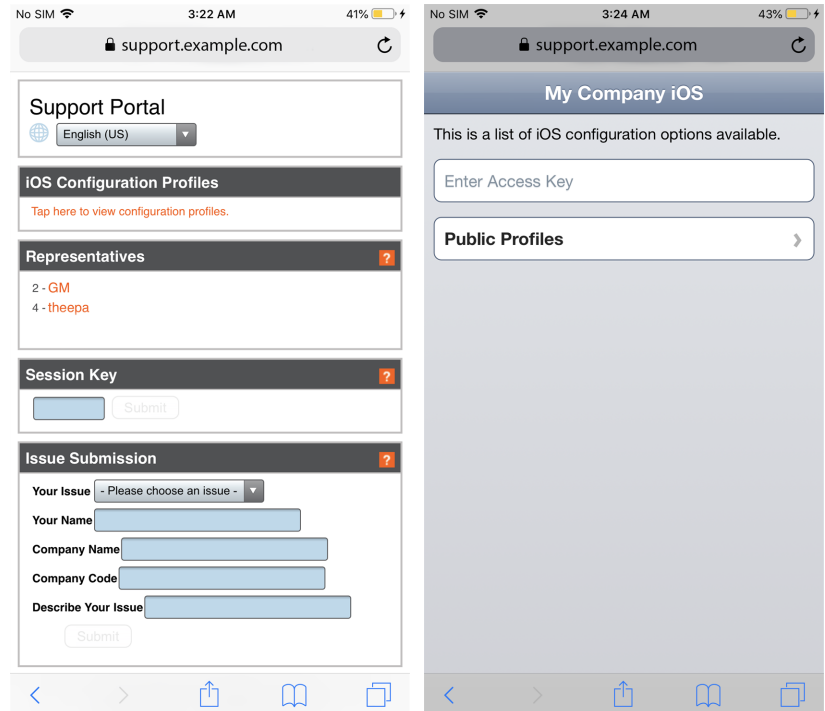 No SIM 3:22 AM 41%
support.example.com
Support Portal
English (US)
iOS Configuration Profiles
Tap here to view configuration profiles.
Representatives ?
2 - GM
4 - theepa
Session Key ?
Submit
Issue Submission ?
Your Issue - Please choose an issue -
Your Name
Company Name
Company Code
Describe Your Issue
Submit
No SIM 3:24 AM 43%
support.example.com
My Company iOS
This is a list of iOS configuration options available.
Enter Access Key
Public Profiles